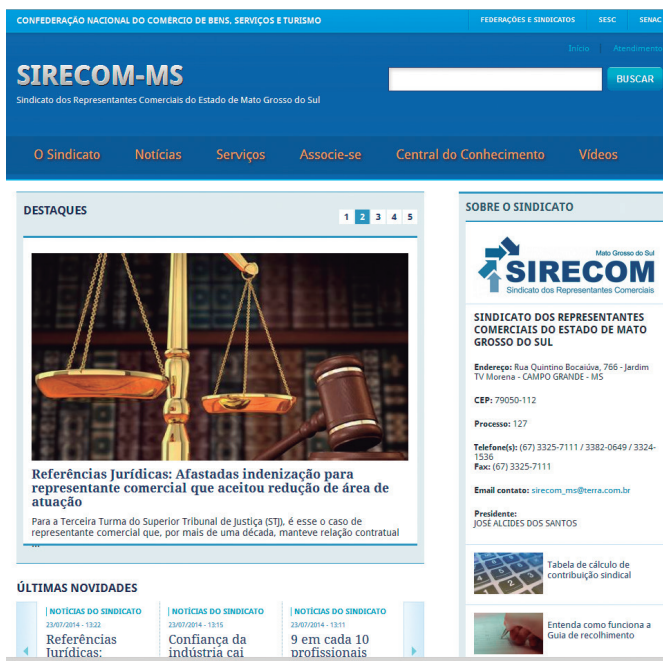 CONFEDERAÇÃO NACIONAL DO COMÉRCIO DE BENS, SERVIÇOS E TURISMO
FEDERAÇÕES E SINDICATOS SESC SENAC
Início Atendimento
SIRECOM-MS
BUSCAR
Sindicato dos Representantes Comerciais do Estado de Mato Grosso do Sul
O Sindicato Notícias Serviços Associe-se Central do Conhecimento Vídeos
DESTAQUES
1 2 3 4 5
Referências Jurídicas: Afastadas indenização para
representante comercial que aceitou redução de área de
atuação
Para a Terceira Turma do Superior Tribunal de Justiça (STJ), é esse o caso de
representante comercial que, por mais de uma década, manteve relação contratual
...
SOBRE O SINDICATO
Mato Grosso do Sul
SIRECOM
Sindicato dos Representantes Comerciais
SINDICATO DOS REPRESENTANTES
COMERCIAIS DO ESTADO DE MATO
GROSSO DO SUL
Endereço: Rua Quintino Bocaiúva, 766 - Jardim
TV Morena - CAMPO GRANDE - MS
CEP: 79050-112
Processo: 127
Telefone(s): (67) 3325-7111 / 3382-0649 / 3324-
1536
Fax: (67) 3325-7111
Email contato: sirecom_ms@terra.com.br
Presidente:
JOSE ALCIDES DOS SANTOS
Tabela de cálculo de
contribuição sindical
Entenda como funciona a
Guia de recolhimento
ÚLTIMAS NOVIDADES
NOTÍCIAS DO SINDICATO
23/07/2014 - 13:22
Referências
Jurídicas:
NOTÍCIAS DO SINDICATO
23/07/2014 - 13:15
Confiança da
indústria cai
NOTÍCIAS DO SINDICATO
23/07/2014 - 13:11
9 em cada 10
profissionais